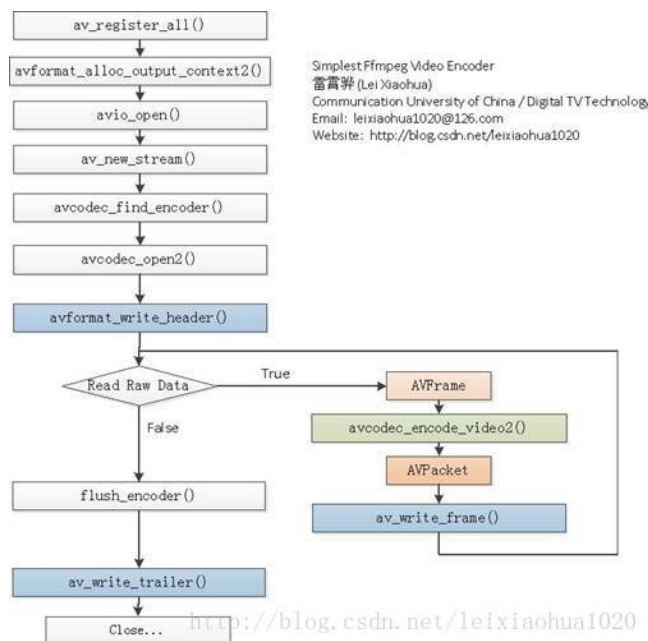 av_register_all()
avformat_alloc_output_context2()
avio_open()
av_new_stream()
avcodec_find_encoder()
avcodec_open2()
avformat_write_header()
Simplest Ffmpeg Video Encoder
雷霄骅 (Lei Xiaohua)
Communication University of China / Digital TV Technology
Email: leixiaohua1020@126.com
Website: http://blog.csdn.net/leixiaohua1020
Read Raw Data
True
False
AVFrame
avcodec_encode_video2()
AVPacket
av_write_frame()
flush_encoder()
av_write_trailer()
Close...
http://blog.csdn.net/leixiaohua1020